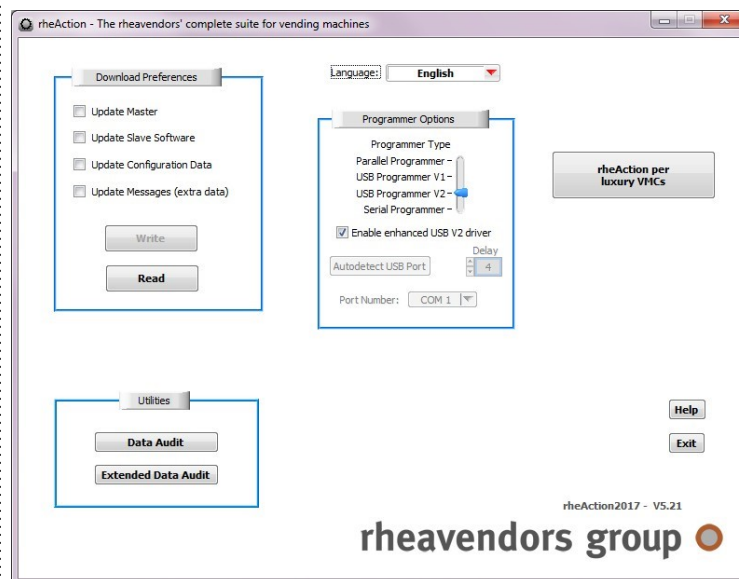 rheAction - The rheavendors' complete suite for vending machines
Download Preferences
Update Master
Update Slave Software
Update Configuration Data
Update Messages (extra data)
Write
Read
Language:
English
Programmer Options
Programmer Type
Parallel Programmer
USB Programmer V1
USB Programmer V2
Serial Programmer
Enable enhanced USB V2 driver
Delay
Autodetect USB Port
4
Port Number:
COM 1
rheAction per
luxury VMCs
Utilities
Data Audit
Extended Data Audit
Help
Exit
rheAction2017 - V5.21
rheavendors group